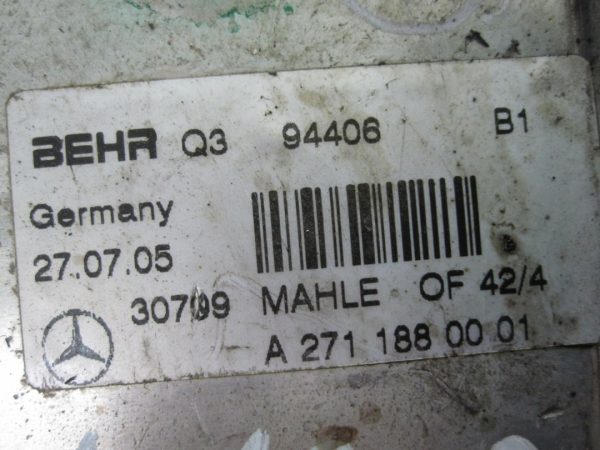 BEHR Q3 94406 B1
Germany
27.07.05
30799 MAHLE OF 42/4
A 271 188 00 01